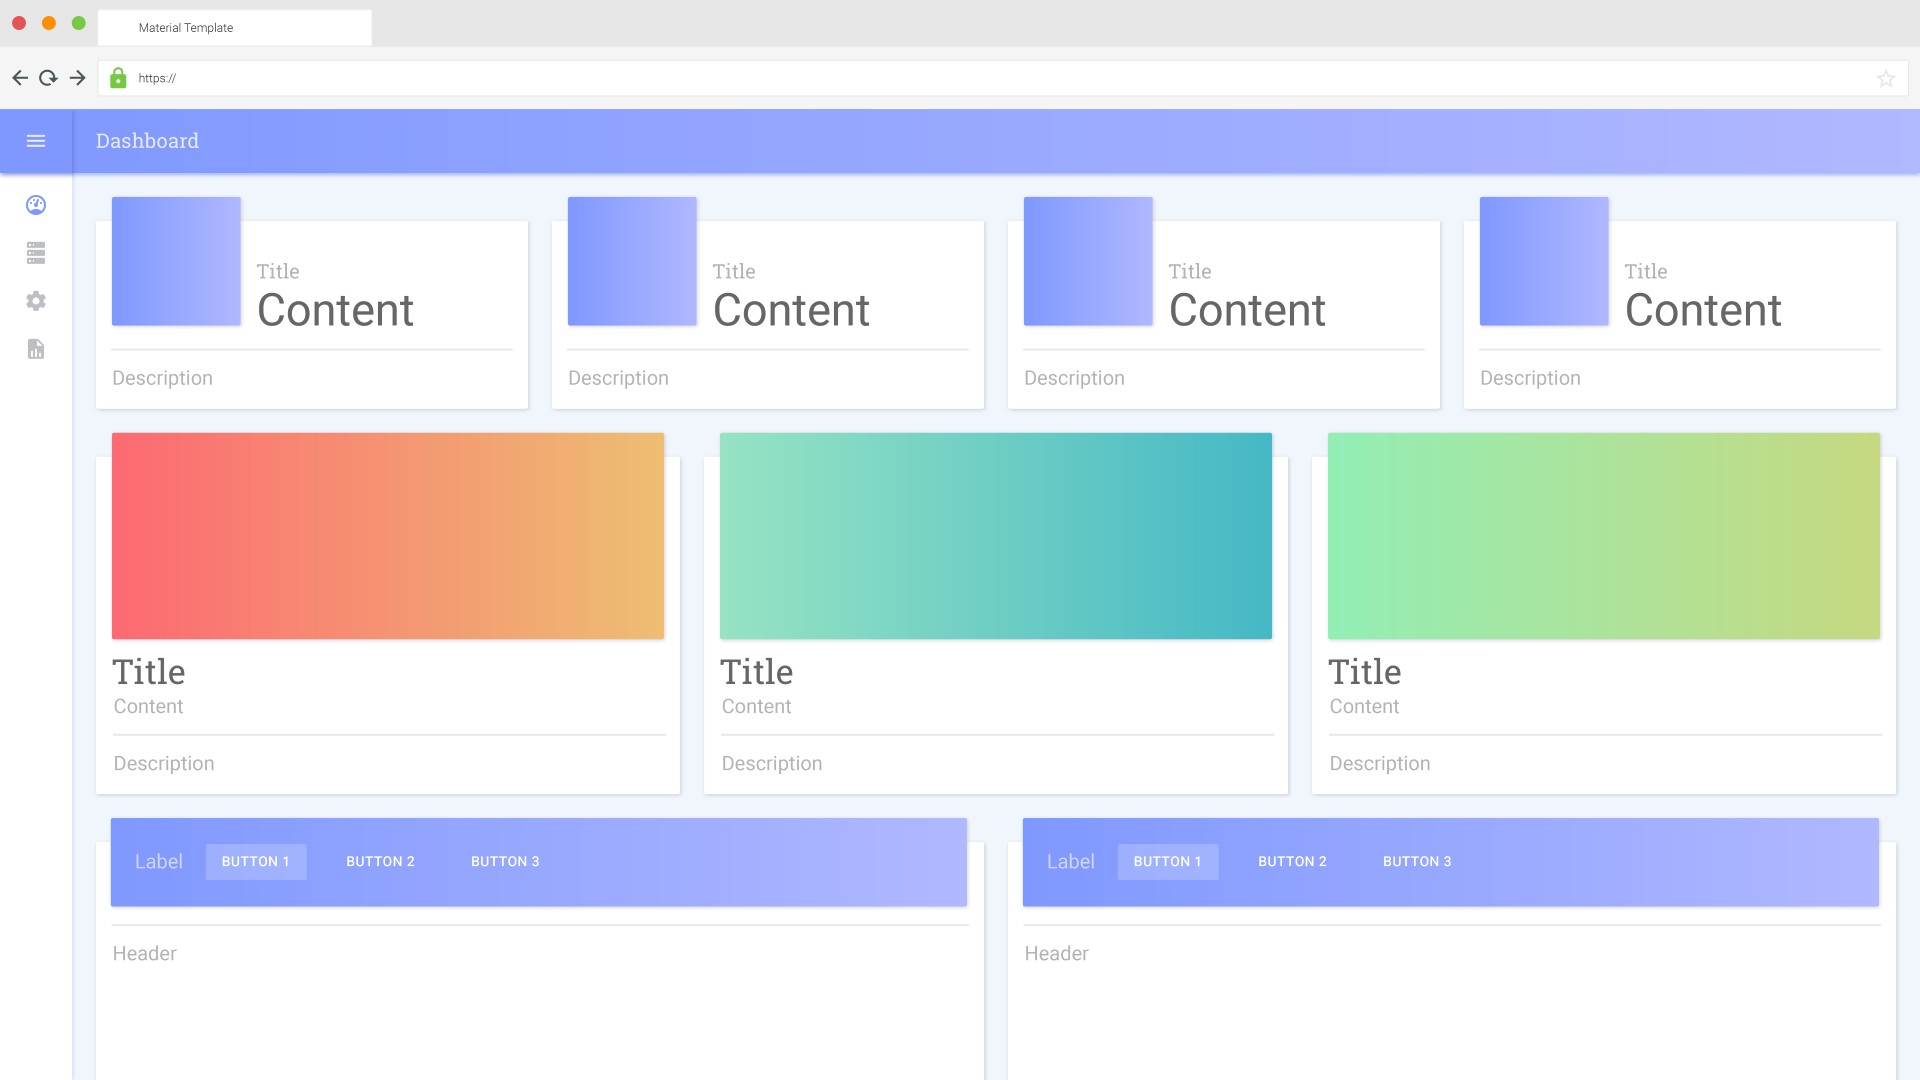 Material Template
https://
Dashboard
Title
Content
Description
Title
Content
Description
Title
Content
Description
Title
Content
Description
Title
Content
Description
Title
Content
Description
Title
Content
Description
Label BUTTON 1 BUTTON 2 BUTTON 3
Header
Label BUTTON 1 BUTTON 2 BUTTON 3
Header